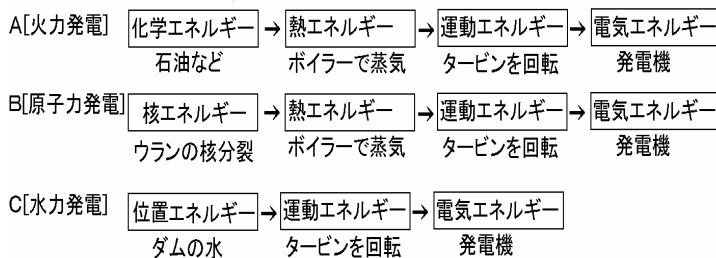 A[火力発電] 化学エネルギー → 熱エネルギー → 運動エネルギー → 電気エネルギー
石油など ボイラーで蒸気 タービンを回転 発電機
B[原子力発電] 核エネルギー → 熱エネルギー → 運動エネルギー → 電気エネルギー
ウランの核分裂 ボイラーで蒸気 タービンを回転 発電機
C[水力発電] 位置エネルギー → 運動エネルギー → 電気エネルギー
ダムの水 タービンを回転 発電機